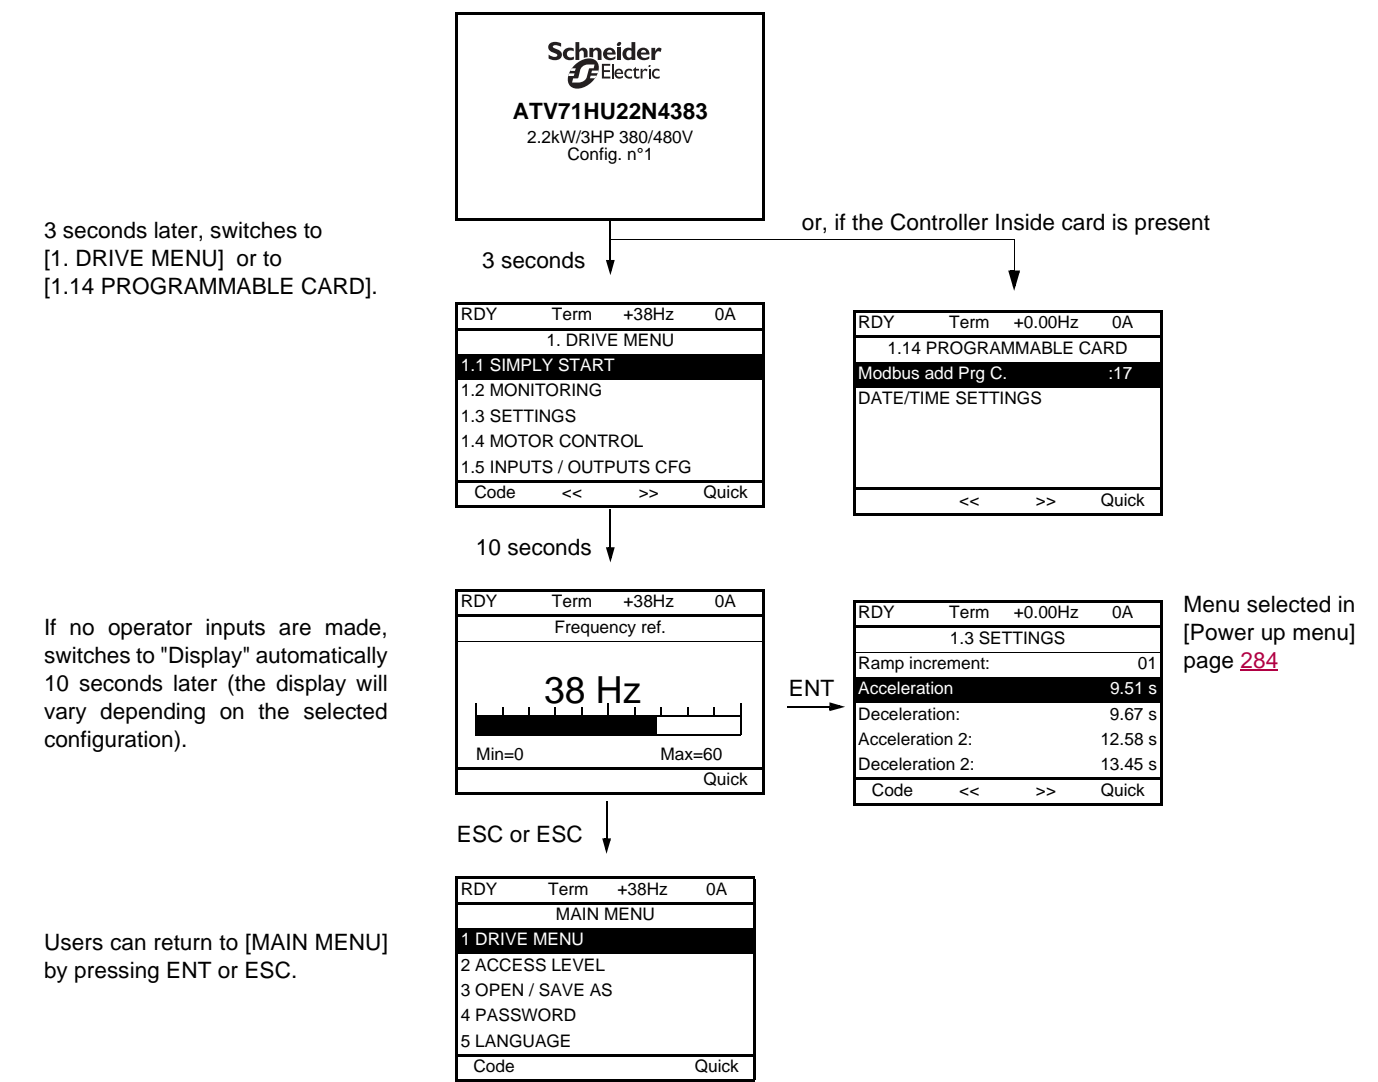 Schneider
Electric
ATV71HU22N4383
2.2kW/3HP 380/480V
Config. n°1
3 seconds later, switches to
[1. DRIVE MENU] or to
[1.14 PROGRAMMABLE CARD].
3 seconds
or, if the Controller Inside card is present
RDY Term +38Hz 0A
1. DRIVE MENU
1.1 SIMPLY START
1.2 MONITORING
1.3 SETTINGS
1.4 MOTOR CONTROL
1.5 INPUTS / OUTPUTS CFG
Code << >> Quick
RDY Term +0.00Hz 0A
1.14 PROGRAMMABLE CARD
Modbus add Prg C. :17
DATE/TIME SETTINGS
<< >> Quick
10 seconds
If no operator inputs are made,
switches to "Display" automatically
10 seconds later (the display will
vary depending on the selected
configuration).
RDY Term +38Hz 0A
Frequency ref.
38 Hz
Min=0 Max=60
Quick
ENT
RDY Term +0.00Hz 0A
1.3 SETTINGS
Ramp increment: 01
Acceleration 9.51 s
Deceleration: 9.67 s
Acceleration 2: 12.58 s
Deceleration 2: 13.45 s
Code << >> Quick
Menu selected in
[Power up menu]
page 284
ESC or ESC
Users can return to [MAIN MENU]
by pressing ENT or ESC.
RDY Term +38Hz 0A
MAIN MENU
1 DRIVE MENU
2 ACCESS LEVEL
3 OPEN / SAVE AS
4 PASSWORD
5 LANGUAGE
Code Quick